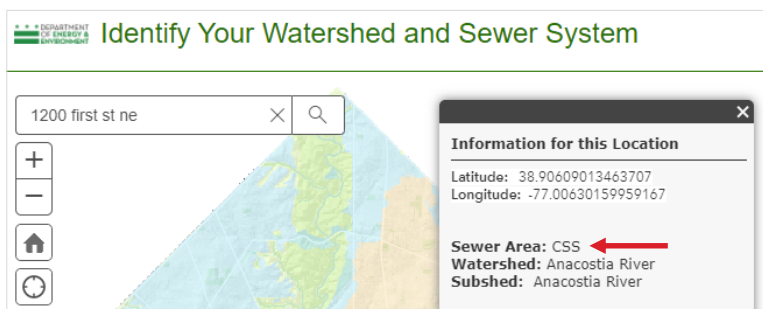 DEPARTMENT
OF ENERGY &
ENVIRONMENT
Identify Your Watershed and Sewer System
1200 first st ne
Information for this Location
Latitude: 38.90609013463707
Longitude: -77.00630159959167
Sewer Area: CSS
Watershed: Anacostia River
Subshed: Anacostia River